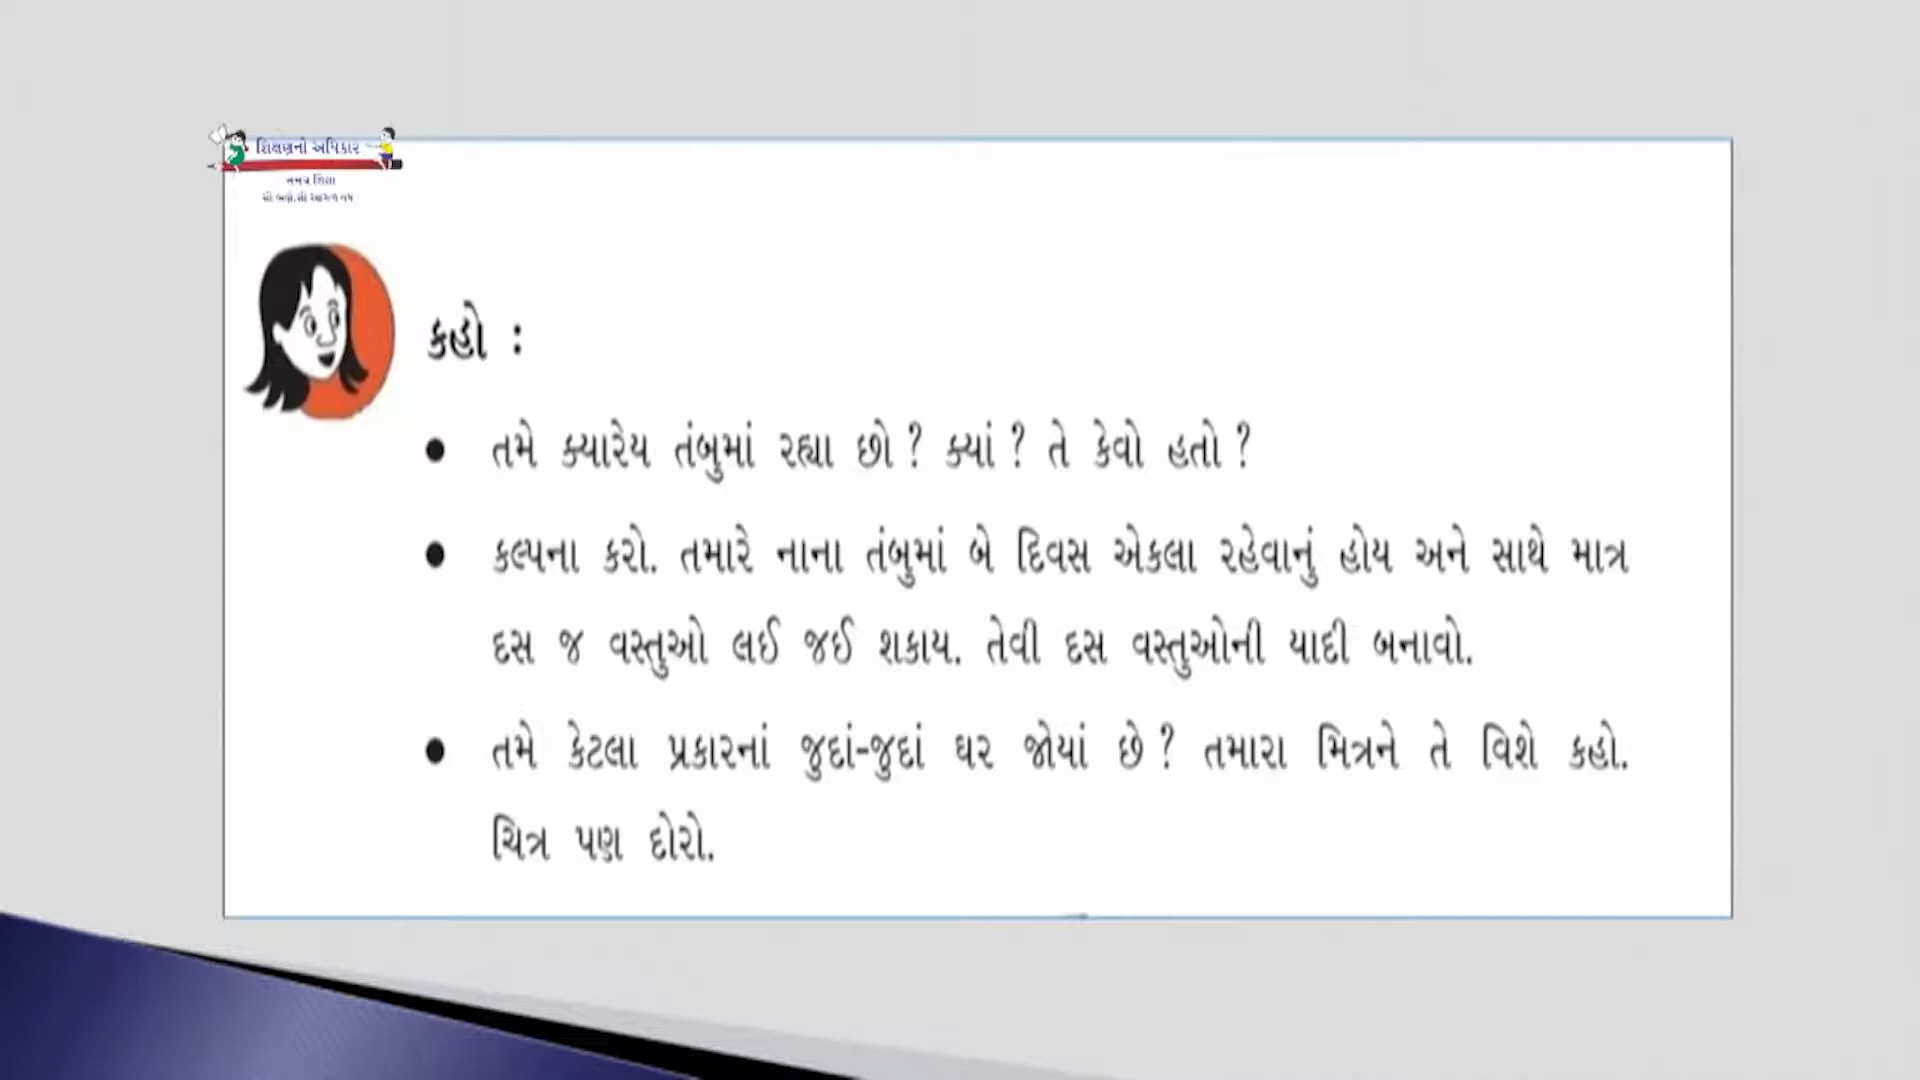 શિક્ષણનો અધિકાર
કહો :
• તમે ક્યારેય તંબુમાં રહ્યા છો ? ક્યાં ? તે કેવો હતો ?
• કલ્પના કરો. તમારે નાના તંબુમાં બે દિવસ એકલા રહેવાનું હોય અને સાથે માત્ર
દસ જ વસ્તુઓ લઈ જઈ શકાય. તેવી દસ વસ્તુઓની યાદી બનાવો.
• તમે કેટલા પ્રકારનાં જુદાં-જુદાં ઘર જોયાં છે ? તમારા મિત્રને તે વિશે કહો.
ચિત્ર પણ દોરો.